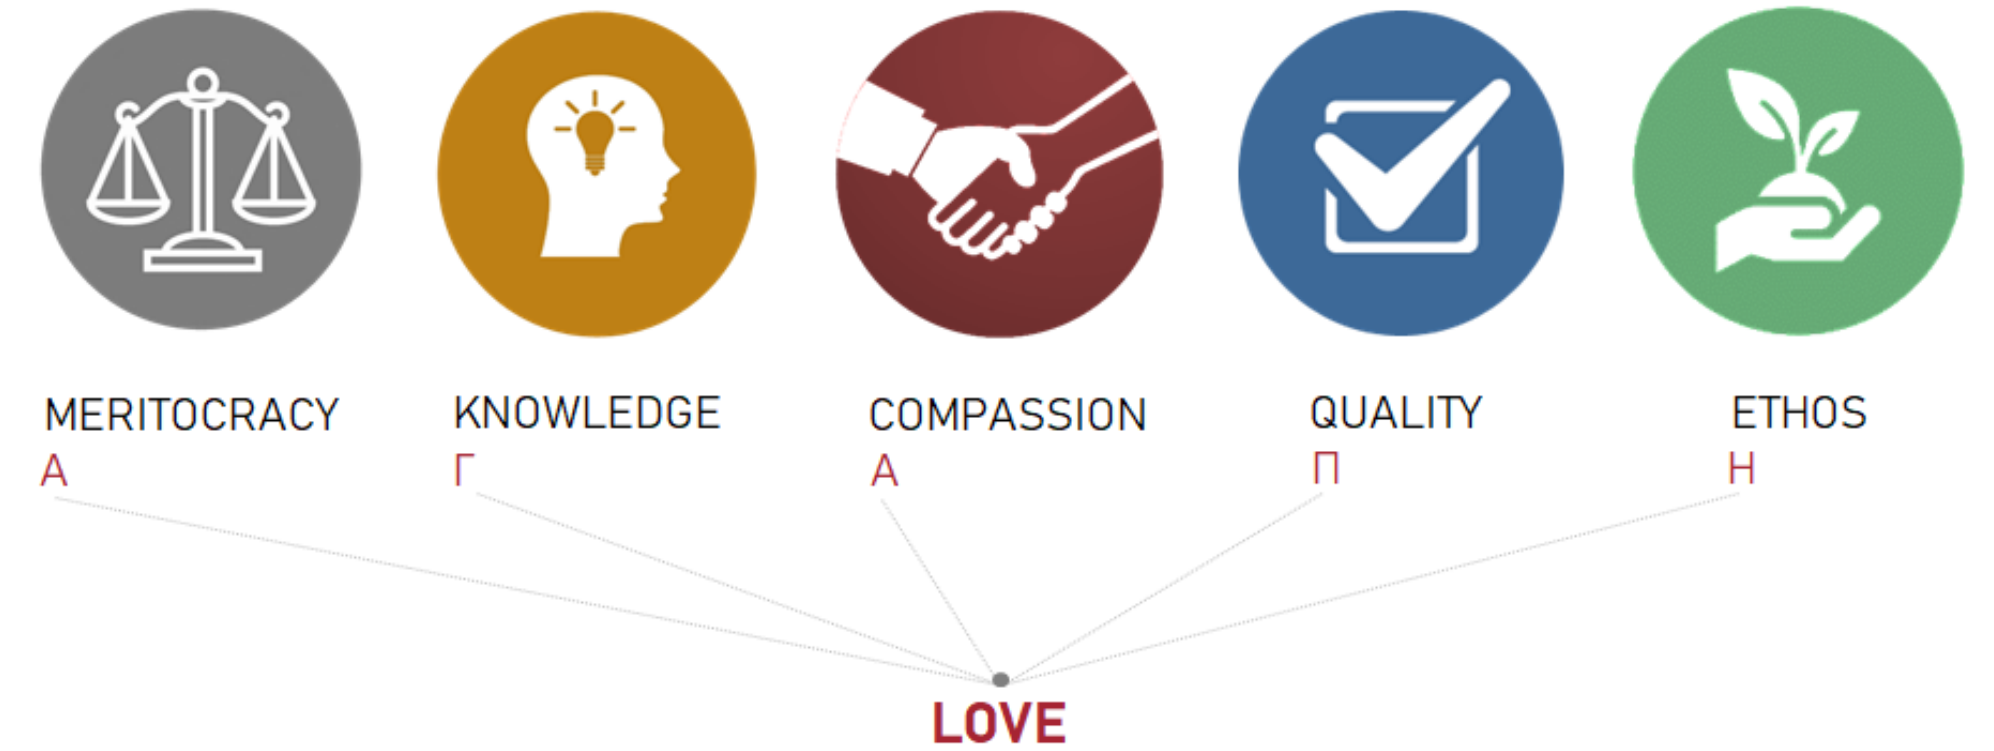 MERITOCRACY KNOWLEDGE COMPASSION QUALITY ETHOS
Α Γ Α Π Η
LOVE